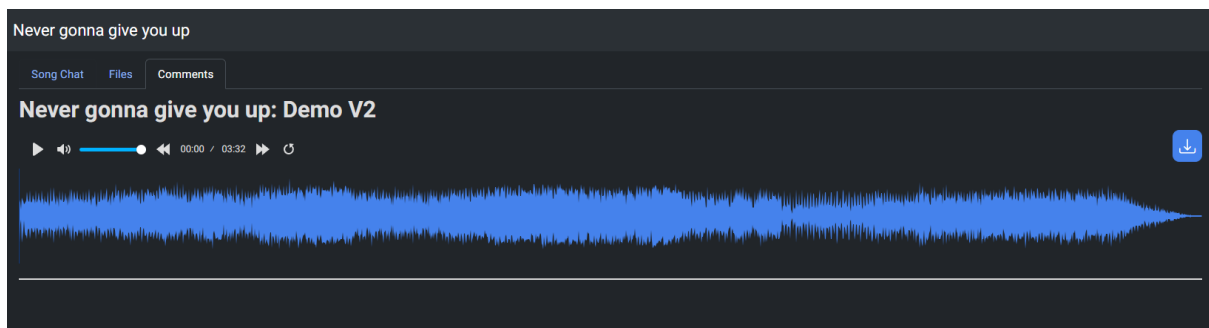 Never gonna give you up
Song Chat Files Comments
Never gonna give you up: Demo V2
00:00 / 03:32